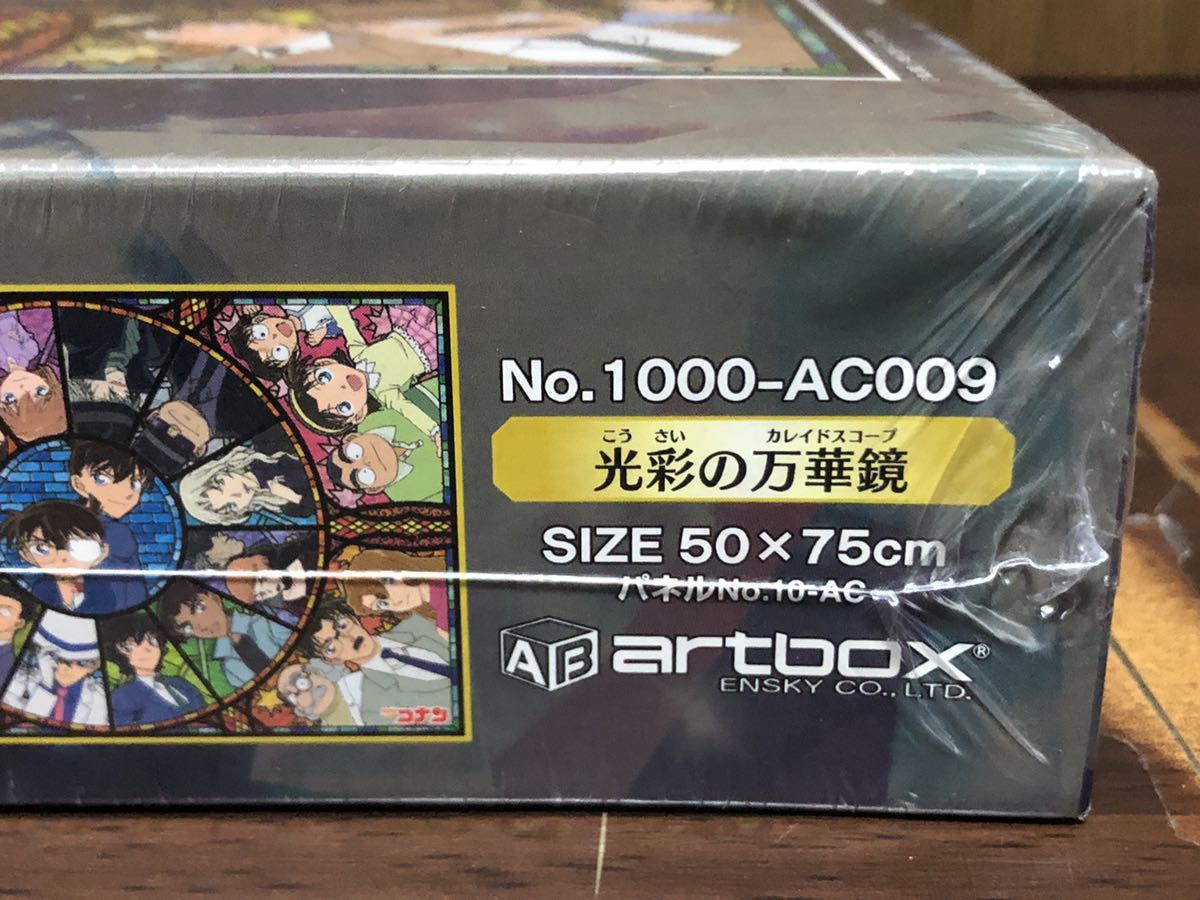 No.1000-AC009
こう さい カレイドスコープ
光彩の万華鏡
SIZE 50×75cm
パネルNo.10-AC
AB artbox®
ENSKY CO., LTD.
コナン